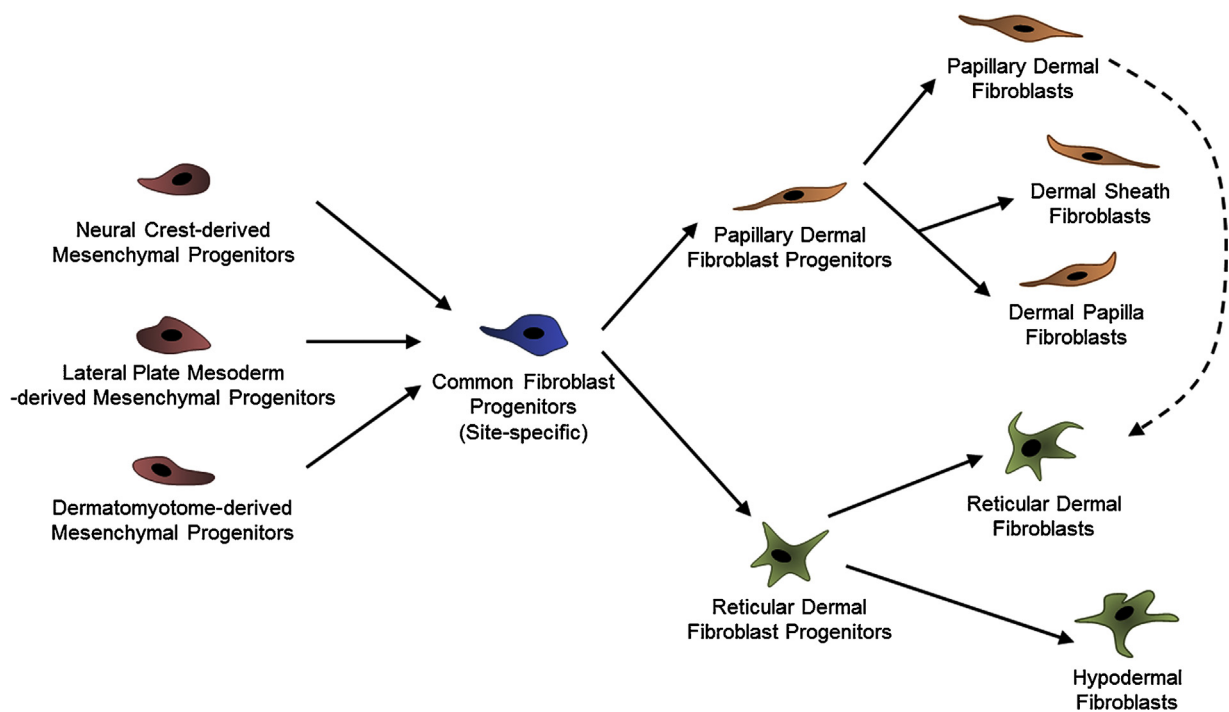 Neural Crest-derived
Mesenchymal Progenitors
Lateral Plate Mesoderm
-derived Mesenchymal Progenitors
Dermatomyotome-derived
Mesenchymal Progenitors
Common Fibroblast
Progenitors
(Site-specific)
Papillary Dermal
Fibroblast Progenitors
Reticular Dermal
Fibroblast Progenitors
Papillary Dermal
Fibroblasts
Dermal Sheath
Fibroblasts
Dermal Papilla
Fibroblasts
Reticular Dermal
Fibroblasts
Hypodermal
Fibroblasts